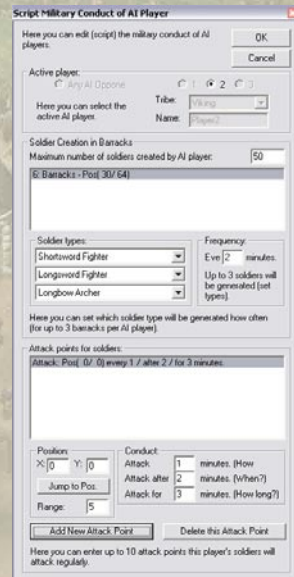 Script Military Conduct of AI Player
Here you can edit (script) the military conduct of AI
players.
OK
Cancel
Active player:
Any AI Oppone
1
2
3
Here you can select the
active AI player.
Tribe:
Viking
Name:
Player2
Soldier Creation in Barracks
Maximum number of soldiers created by AI player:
50
6: Barracks - Pos( 30/ 64)
Soldier types:
Shortsword Fighter
Longsword Fighter
Longbow Archer
Frequency:
Eve 2 minutes.
Up to 3 soldiers will
be generated (set
types).
Here you can set which soldier type will be generated how often
(for up to 3 barracks per AI player).
Attack points for soldiers:
Attack: Pos( 0/ 0) every 1 / after 2 / for 3 minutes.
Position
X: 0 Y: 0
Jump to Pos.
Range: 5
Conduct:
Attack 1 minutes. (How
Attack after 2 minutes. (When?)
Attack for 3 minutes. (How long?)
Add New Attack Point
Delete this Attack Point
Here you can enter up to 10 attack points this player's soldiers will
attack regularly.